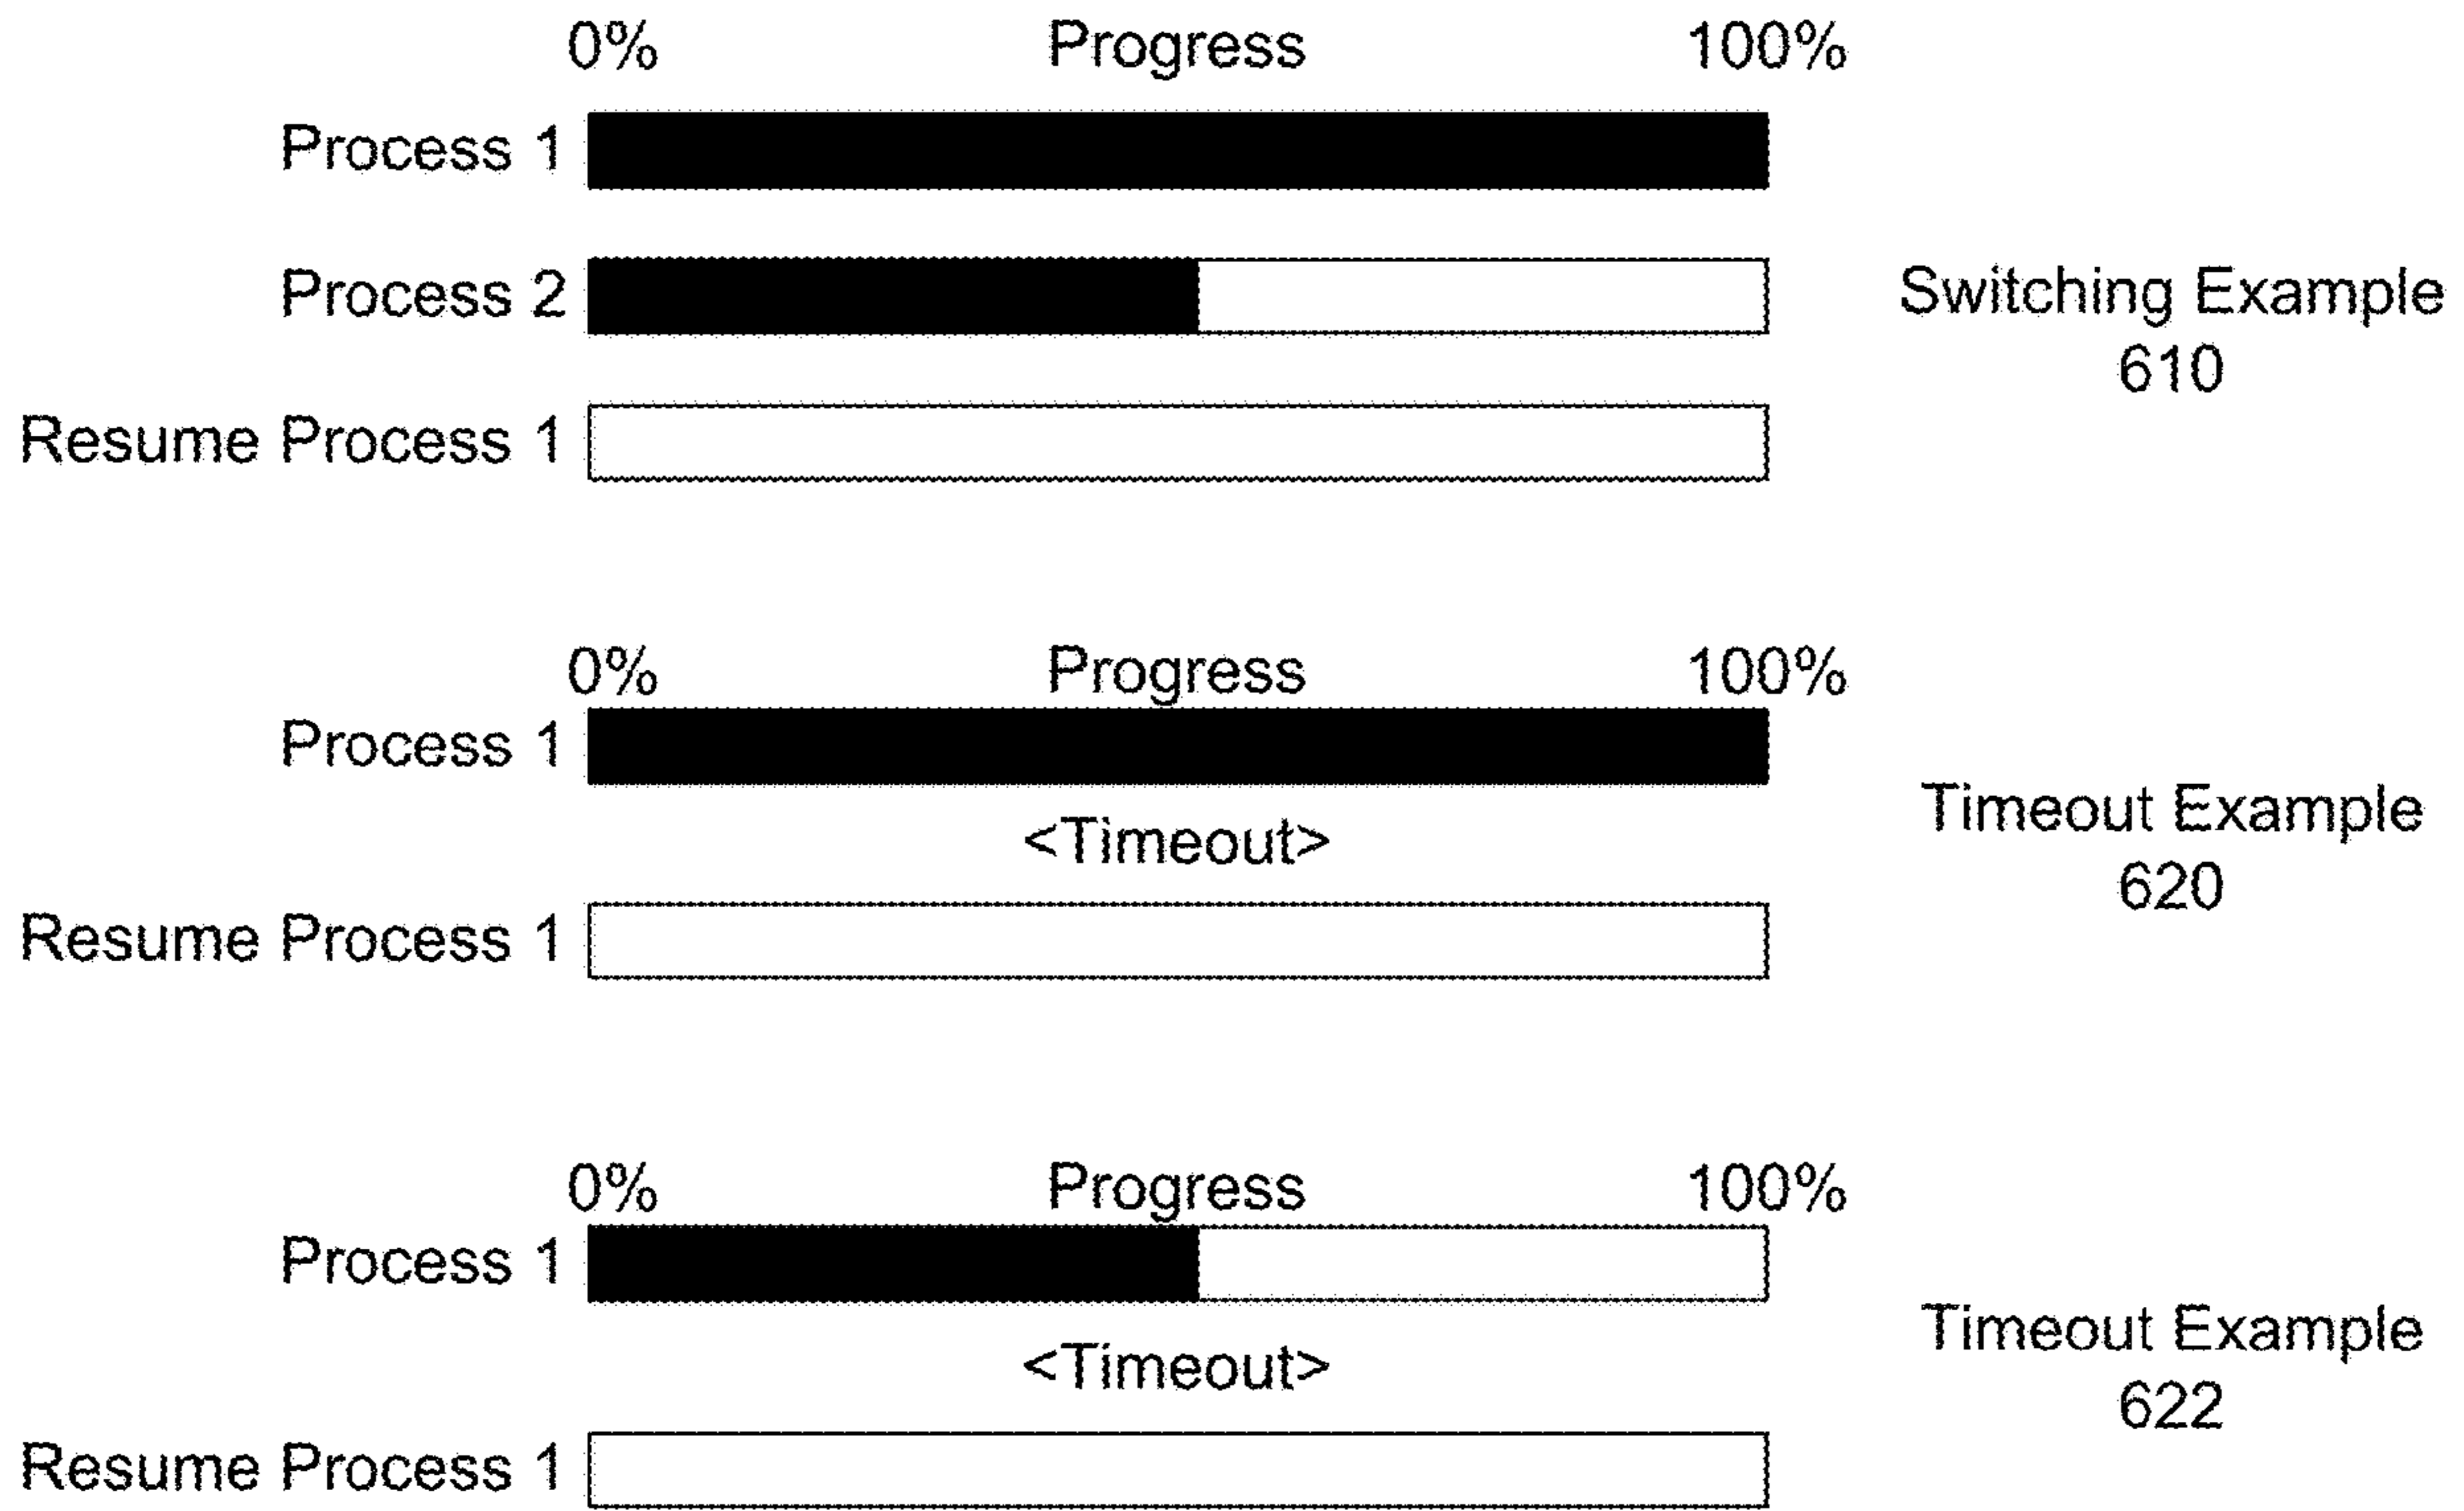 0% Progress 100%
Process 1
Process 2
Switching Example
610
Resume Process 1
0% Progress 100%
Process 1
<Timeout>
Timeout Example
620
Resume Process 1
0% Progress 100%
Process 1
<Timeout>
Timeout Example
622
Resume Process 1